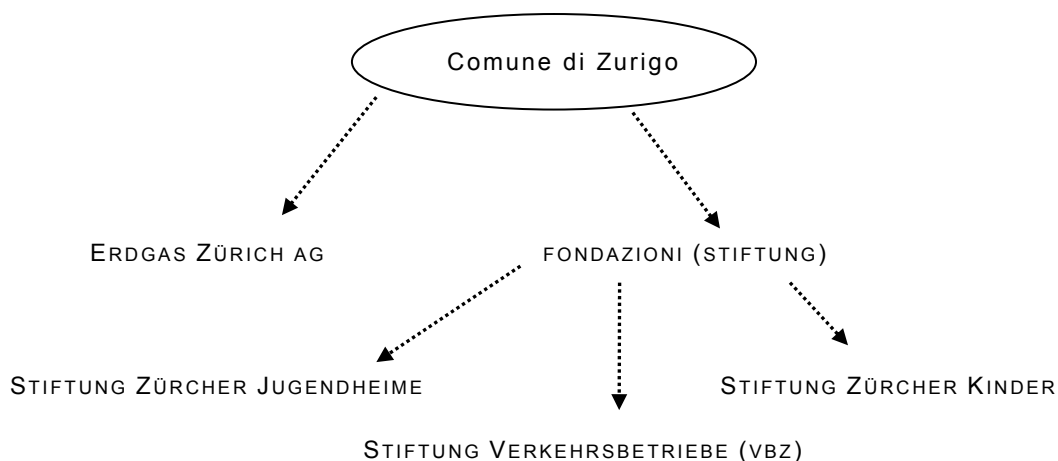 Comune di Zurigo
ERDGAS ZÜRICH AG
FONDAZIONI (STIFTUNG)
STIFTUNG ZÜRCHER JUGENDHEIME
STIFTUNG ZÜRCHER KINDER
STIFTUNG VERKEHRSBETRIEBE (VBZ)